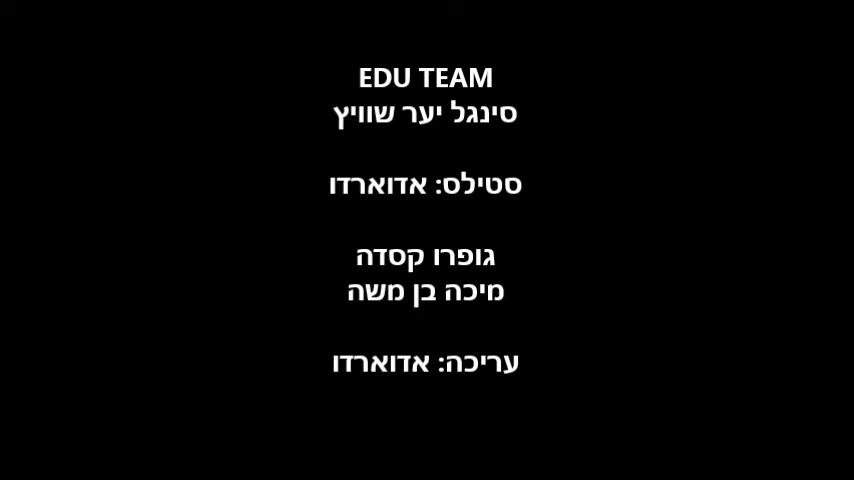 EDU TEAM
סינגל יער שוויץ
סטילס: אדוארדו
גופרו קסדה
מיכה בן משה
עריכה: אדוארדו